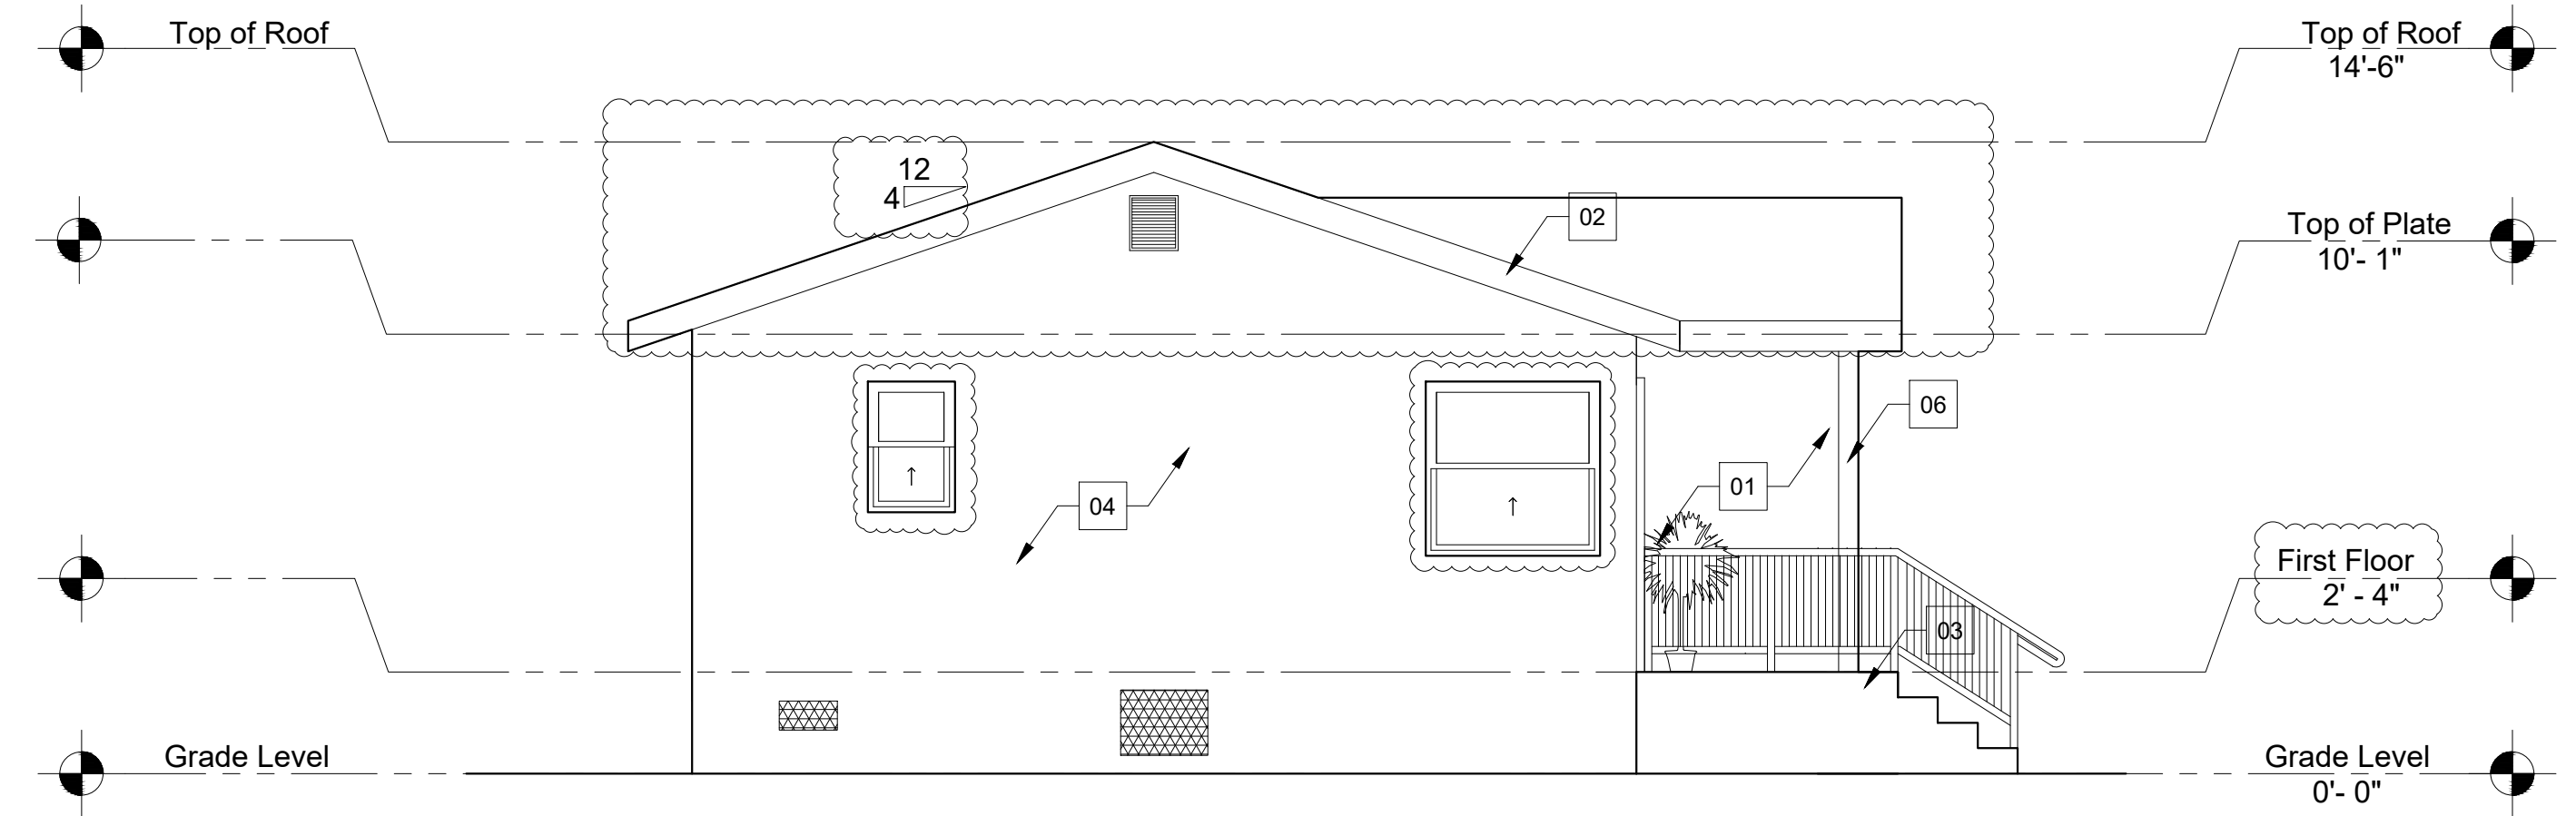 Top of Roof
Top of Roof
14'-6"
12
4
02
Top of Plate
10'- 1"
06
01
04
First Floor
2' - 4"
03
Grade Level
Grade Level
0'- 0"